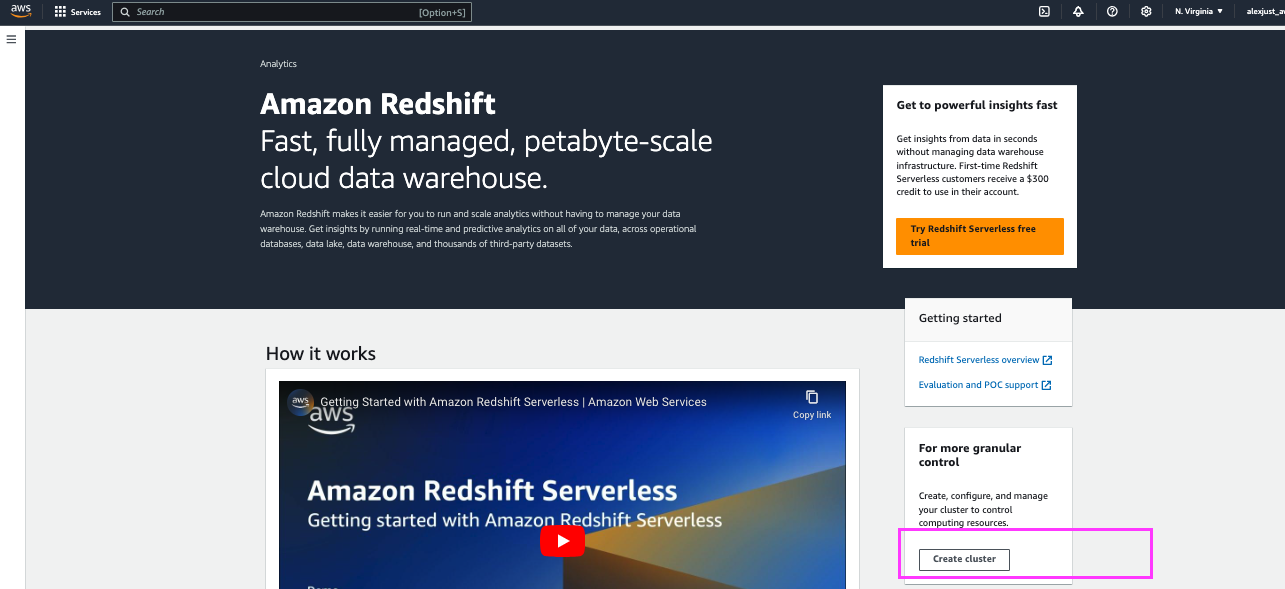 aws
Services
Search
[Option+S]
N. Virginia
Analytics
Amazon Redshift
Fast, fully managed, petabyte-scale
cloud data warehouse.
Amazon Redshift makes it easier for you to run and scale analytics without having to manage your data
warehouse. Get insights by running real-time and predictive analytics on all of your data, across operational
databases, data lake, data warehouse, and thousands of third-party datasets.
Get to powerful insights fast
Get insights from data in seconds
without managing data warehouse
infrastructure. First-time Redshift
Serverless customers receive a $300
credit to use in their account.
Try Redshift Serverless free
trial
Getting started
Redshift Serverless overview
Evaluation and POC support
How it works
aws
Getting Started with Amazon Redshift Serverless | Amazon Web Services
Copy link
aws
Amazon Redshift Serverless
Getting started with Amazon Redshift Serverless
For more granular
control
Create, configure, and manage
your cluster to control
computing resources.
Create cluster